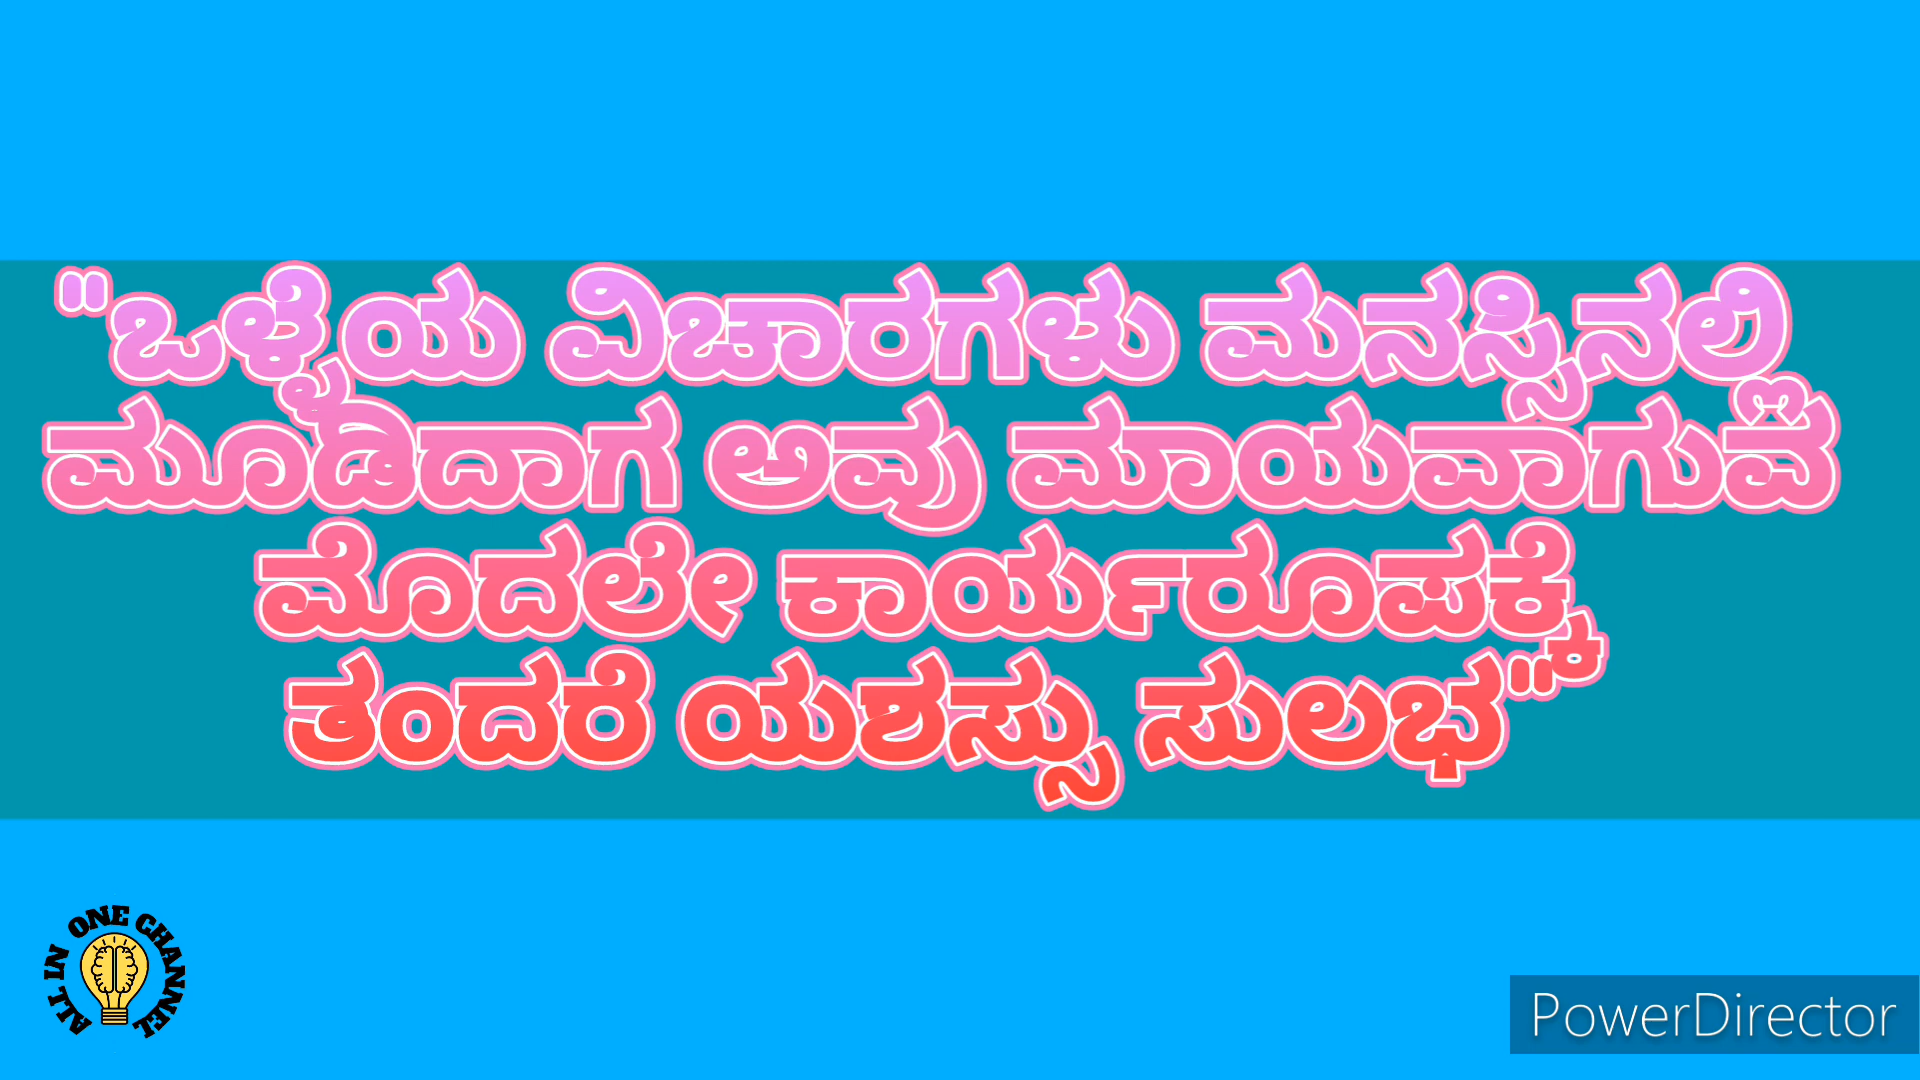 "ಒಳ್ಳೆಯ ವಿಚಾರಗಳು ಮನಸ್ಸಿನಲ್ಲಿ
ಮೂಡಿದಾಗ ಅವು ಮಾಯವಾಗುವ
ಮೊದಲೇ ಕಾರ್ಯರೂಪಕ್ಕೆ
ತಂದರೆ ಯಶಸ್ಸು ಸುಲಭ"
ALL IN ONE CHANNEL
PowerDirector